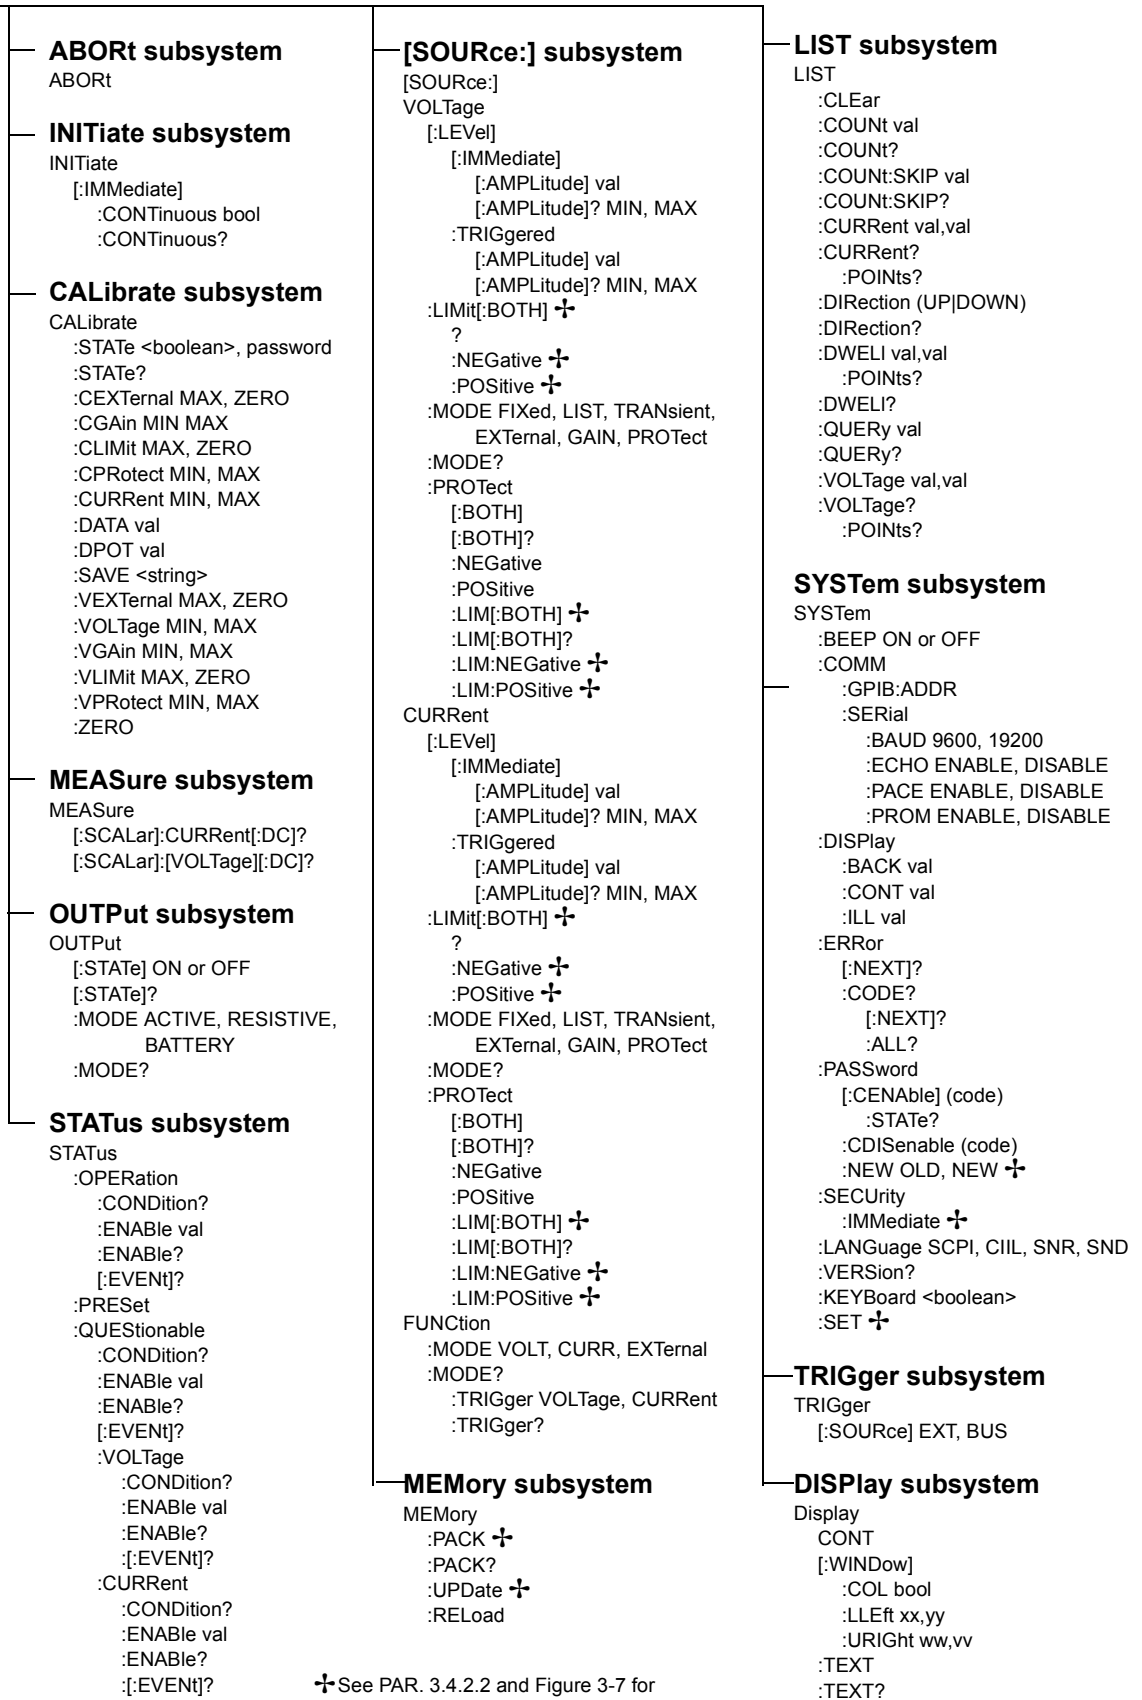 ABORt subsystem
ABORt
INITiate subsystem
INITiate
[:IMMediate]
:CONTinuous bool
:CONTinuous?
CALibrate subsystem
CALibrate
:STATe <boolean>, password
:STATe?
:CEXTernal MAX, ZERO
:CGAin MIN MAX
:CLIMit MAX, ZERO
:CPRotect MIN, MAX
:CURRent MIN, MAX
:DATA val
:DPOT val
:SAVE <string>
:VEXTernal MAX, ZERO
:VOLTage MIN, MAX
:VGAin MIN, MAX
:VLIMit MAX, ZERO
:VPRotect MIN, MAX
:ZERO
MEASure subsystem
MEASure
[:SCALar]:CURRent[:DC]?
[:SCALar]:[VOLTage][:DC]?
OUTPut subsystem
OUTPut
[:STATe] ON or OFF
[:STATe]?
:MODE ACTIVE, RESISTIVE,
BATTERY
:MODE?
STATus subsystem
STATus
:OPERation
:CONDition?
:ENABle val
:ENABle?
[:EVENt]?
:PRESet
:QUEStionable
:CONDition?
:ENABle val
:ENABle?
[:EVENt]?
:VOLTage
:CONDition?
:ENABle val
:ENABle?
:[:EVENt]?
:CURRent
:CONDition?
:ENABle val
:ENABle?
:[:EVENt]?
[SOURce:] subsystem
[SOURce:]
VOLTage
[:LEVel]
[:IMMediate]
[:AMPLitude] val
[:AMPLitude]? MIN, MAX
:TRIGgered
[:AMPLitude] val
[:AMPLitude]? MIN, MAX
:LIMit[:BOTH] ✢
?
:NEGative ✢
:POSitive ✢
:MODE FIXed, LIST, TRANsient,
EXTernal, GAIN, PROTect
:MODE?
:PROTect
[:BOTH]
[:BOTH]?
:NEGative
:POSitive
:LIM[:BOTH] ✢
:LIM[:BOTH]?
:LIM:NEGative ✢
:LIM:POSitive ✢
CURRent
[:LEVel]
[:IMMediate]
[:AMPLitude] val
[:AMPLitude]? MIN, MAX
:TRIGgered
[:AMPLitude] val
[:AMPLitude]? MIN, MAX
:LIMit[:BOTH] ✢
?
:NEGative ✢
:POSitive ✢
:MODE FIXed, LIST, TRANsient,
EXTernal, GAIN, PROTect
:MODE?
:PROTect
[:BOTH]
[:BOTH]?
:NEGative
:POSitive
:LIM[:BOTH] ✢
:LIM[:BOTH]?
:LIM:NEGative ✢
:LIM:POSitive ✢
FUNCtion
:MODE VOLT, CURR, EXTernal
:MODE?
:TRIGger VOLTage, CURRent
:TRIGger?
MEMory subsystem
MEMory
:PACK ✢
:PACK?
:UPDate ✢
:RELoad
✢See PAR. 3.4.2.2 and Figure 3-7 for
LIST subsystem
LIST
:CLEar
:COUNt val
:COUNt?
:COUNt:SKIP val
:COUNt:SKIP?
:CURRent val,val
:CURRent?
:POINts?
:DIRection (UP|DOWN)
:DIRection?
:DWELl val,val
:POINts?
:DWELl?
:QUERy val
:QUERy?
:VOLTage val,val
:VOLTage?
:POINts?
SYSTem subsystem
SYSTem
:BEEP ON or OFF
:COMM
:GPIB:ADDR
:SERial
:BAUD 9600, 19200
:ECHO ENABLE, DISABLE
:PACE ENABLE, DISABLE
:PROM ENABLE, DISABLE
:DISPlay
:BACK val
:CONT val
:ILL val
:ERRor
[:NEXT]?
:CODE?
[:NEXT]?
:ALL?
:PASSword
[:CENAble] (code)
:STATe?
:CDISenable (code)
:NEW OLD, NEW ✢
:SECUrity
:IMMediate ✢
:LANGuage SCPI, CIIL, SNR, SND
:VERSion?
:KEYBoard <boolean>
:SET ✢
TRIGger subsystem
TRIGger
[:SOURce] EXT, BUS
DISPlay subsystem
Display
CONT
[:WINDow]
:COL bool
:LLEft xx,yy
:URIGht ww,vv
:TEXT
:TEXT?